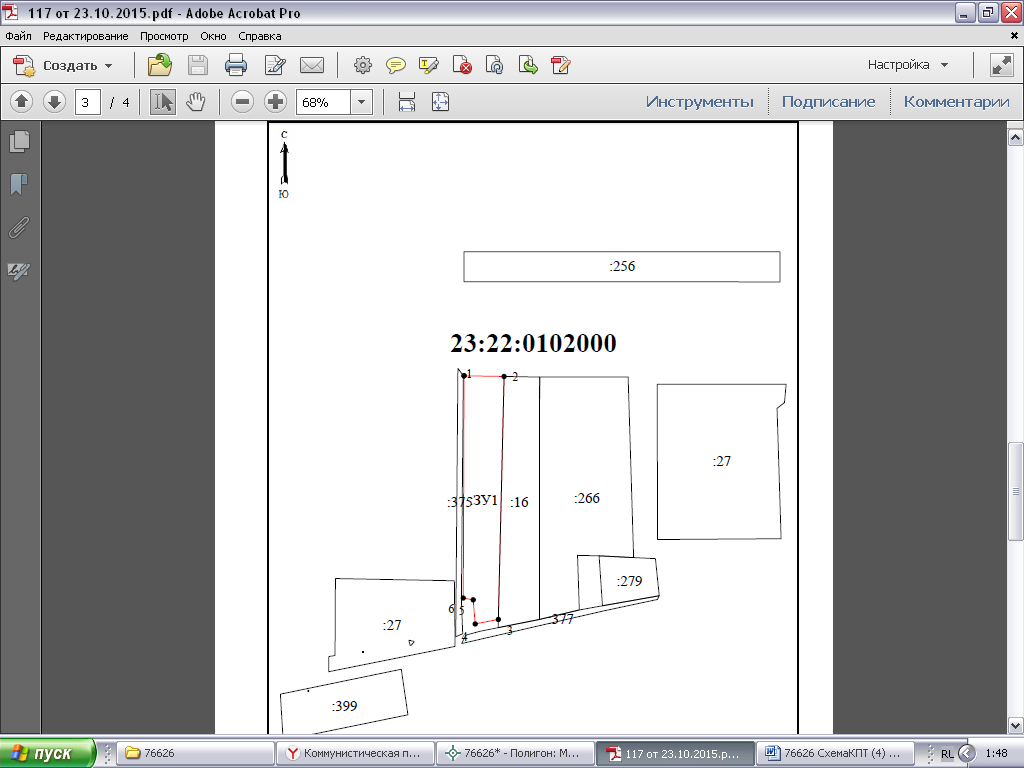 117 от 23.10.2015.pdf - Adobe Acrobat Pro
Файл Редактирование Просмотр Окно Справка
Создать
Настройка
3 / 4
68%
Инструменты
Подписание
Комментарии
С
Ю
:256
23:22:0102000
1
2
:27
:375
ЗУ1
:16
:266
:279
6
5
:27
4
3
377
:399
пуск
76626
Коммунистическая п...
76626* - Полигон: М...
117 от 23.10.2015.pd...
76626 СхемаКПТ (4) ...
RL
1:48